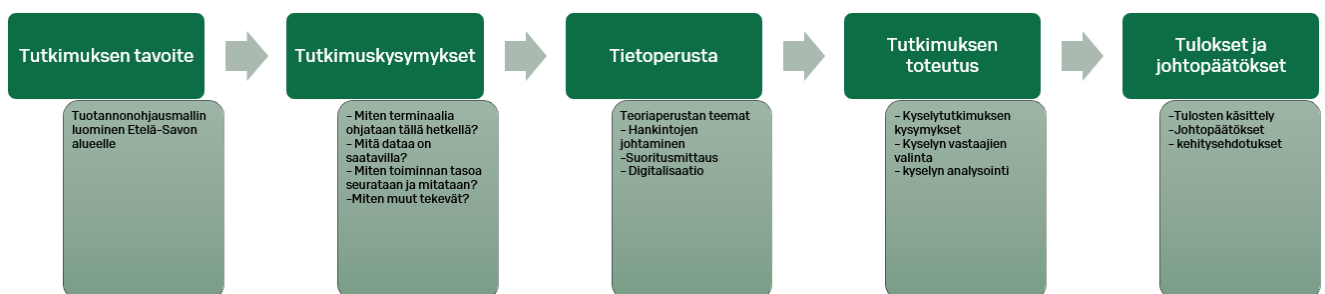 Tutkimuksen tavoite
Tuotannonohjausmallin
luominen Etelä-Savon
alueelle
Tutkimuskysymykset
- Miten terminaalia
ohjataan tällä hetkellä?
- Mitä dataa on
saatavilla?
- Miten toiminnan tasoa
seurataan ja mitataan?
-Miten muut tekevät?
Tietoperusta
Teoriaperustan teemat
- Hankintojen
johtaminen
-Suoritusmittaus
- Digitalisaatio
Tutkimuksen
toteutus
- Kyselytutkimuksen
kysymykset
- Kyselyn vastaajien
valinta
- kyselyn analysointi
Tulokset ja
johtopäätökset
-Tulosten käsittely
-Johtopäätökset
- kehitysehdotukset